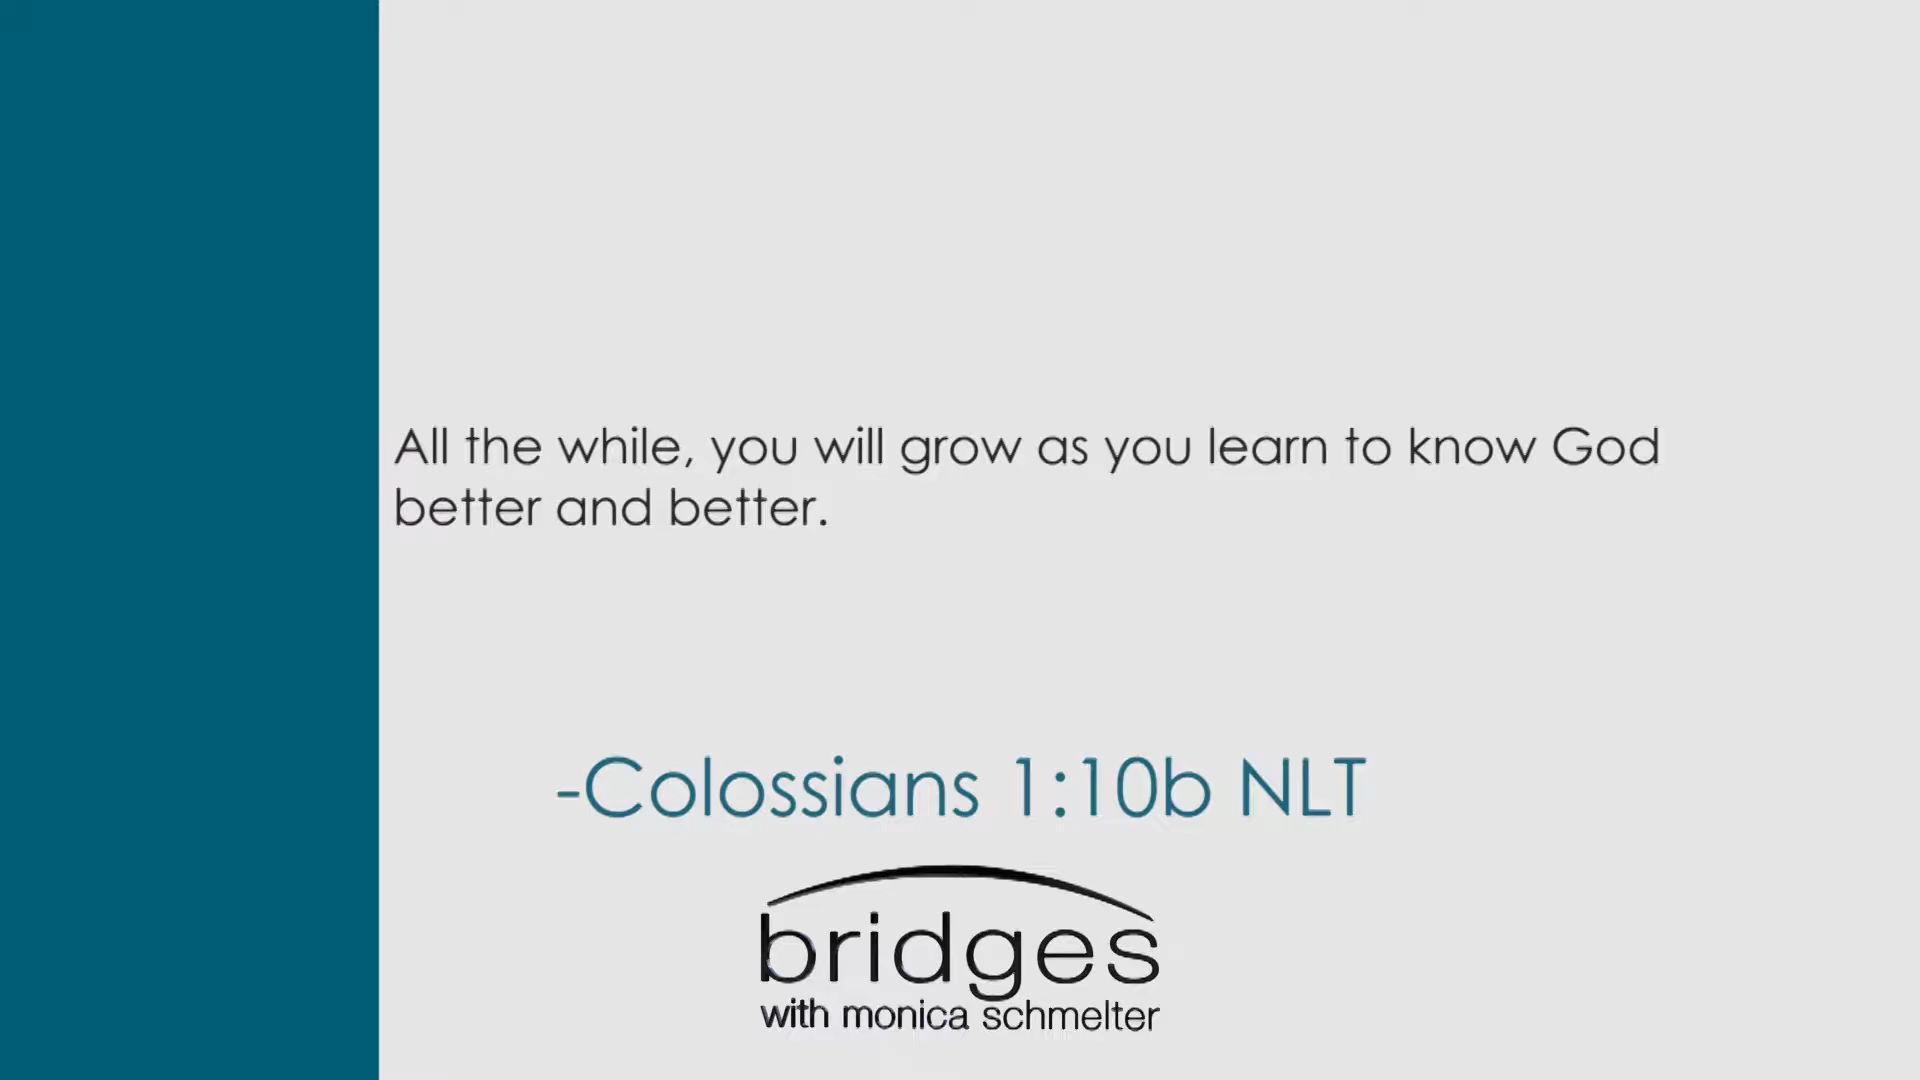 All the while, you will grow as you learn to know God
better and better.
-Colossians 1:10b NLT
bridges
with monica schmelter